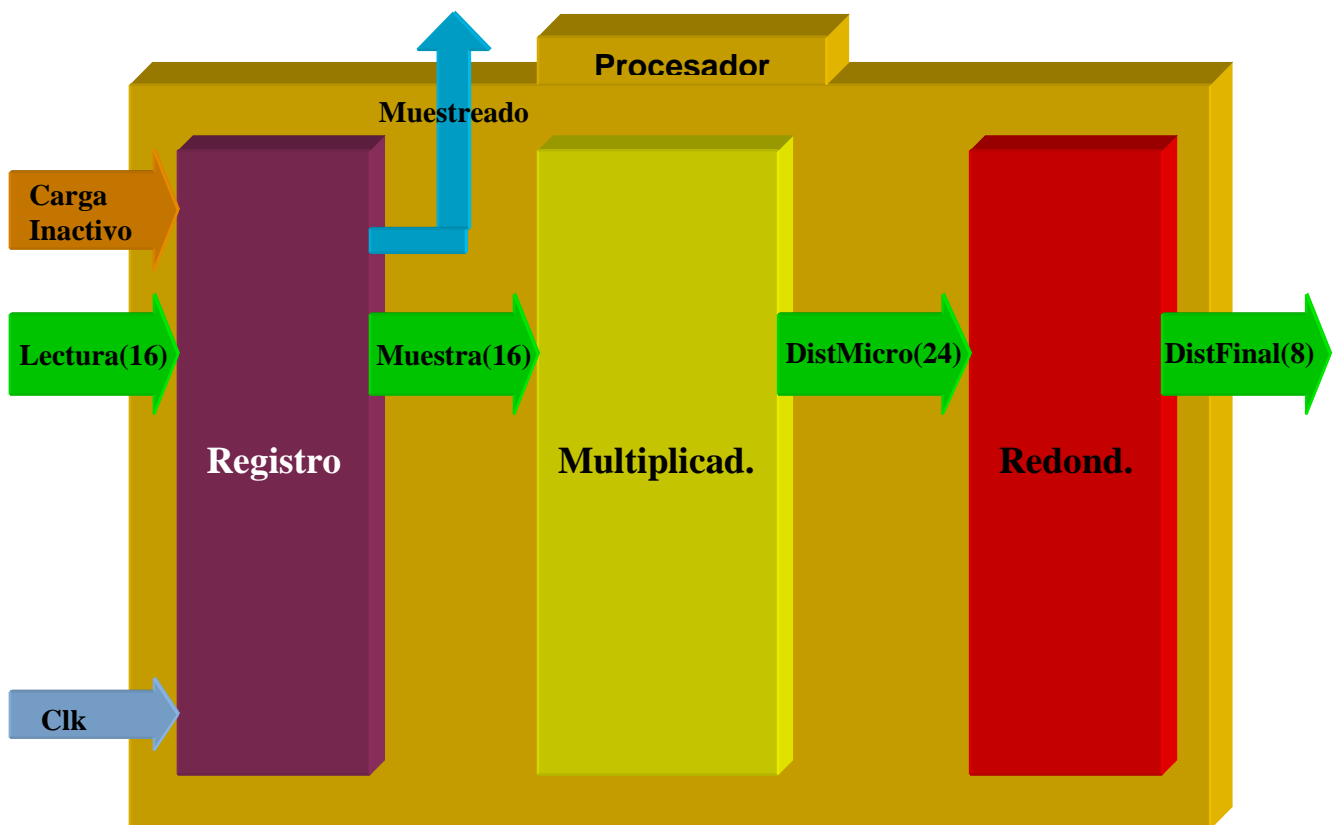 Procesador
Muestreado
Carga
Inactivo
Lectura(16)
Muestra(16)
DistMicro(24)
DistFinal(8)
Registro
Multiplicad.
Redond.
Clk